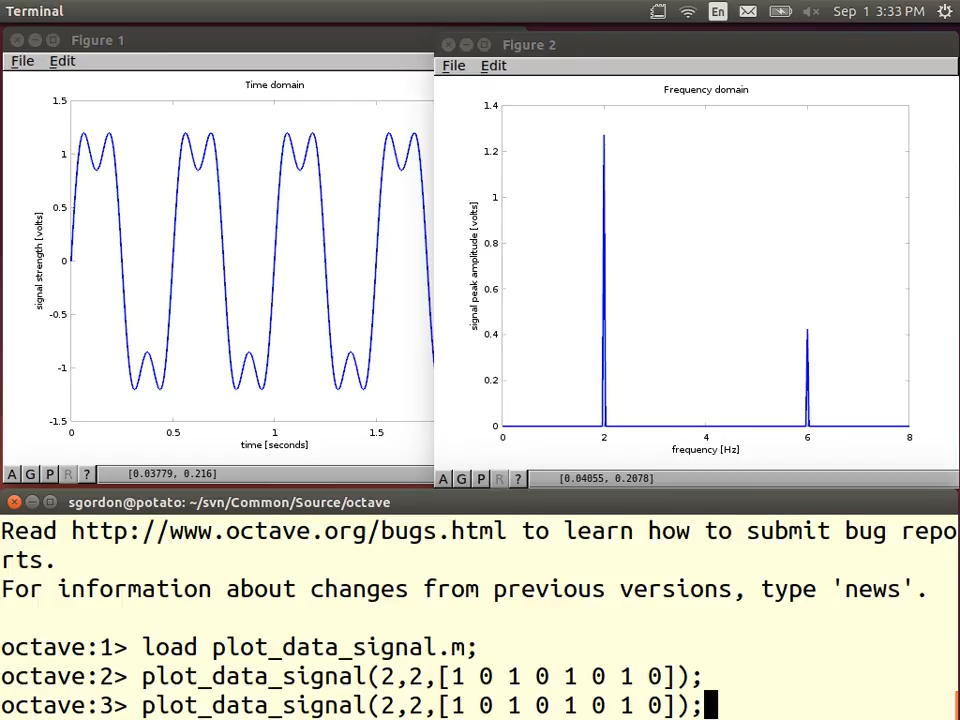 Terminal
En
Sep 1 3:33 PM
Figure 1
File Edit
Time domain
1.5
1
0.5
0
-0.5
-1
-1.5
signal strength [volts]
0 0.5 1 1.5
time [seconds]
A G P R ? [0.03779, 0.216]
Figure 2
File Edit
Frequency domain
1.4
1.2
1
0.8
0.6
0.4
0.2
0
signal peak amplitude [volts]
0 2 4 6 8
frequency [Hz]
A G P R ? [0.04055, 0.2078]
sgordon@potato: ~/svn/Common/Source/octave
Read http://www.octave.org/bugs.html to learn how to submit bug repo
rts.
For information about changes from previous versions, type 'news'.
octave:1> load plot_data_signal.m;
octave:2> plot_data_signal(2,2,[1 0 1 0 1 0 1 0]);
octave:3> plot_data_signal(2,2,[1 0 1 0 1 0 1 0]);